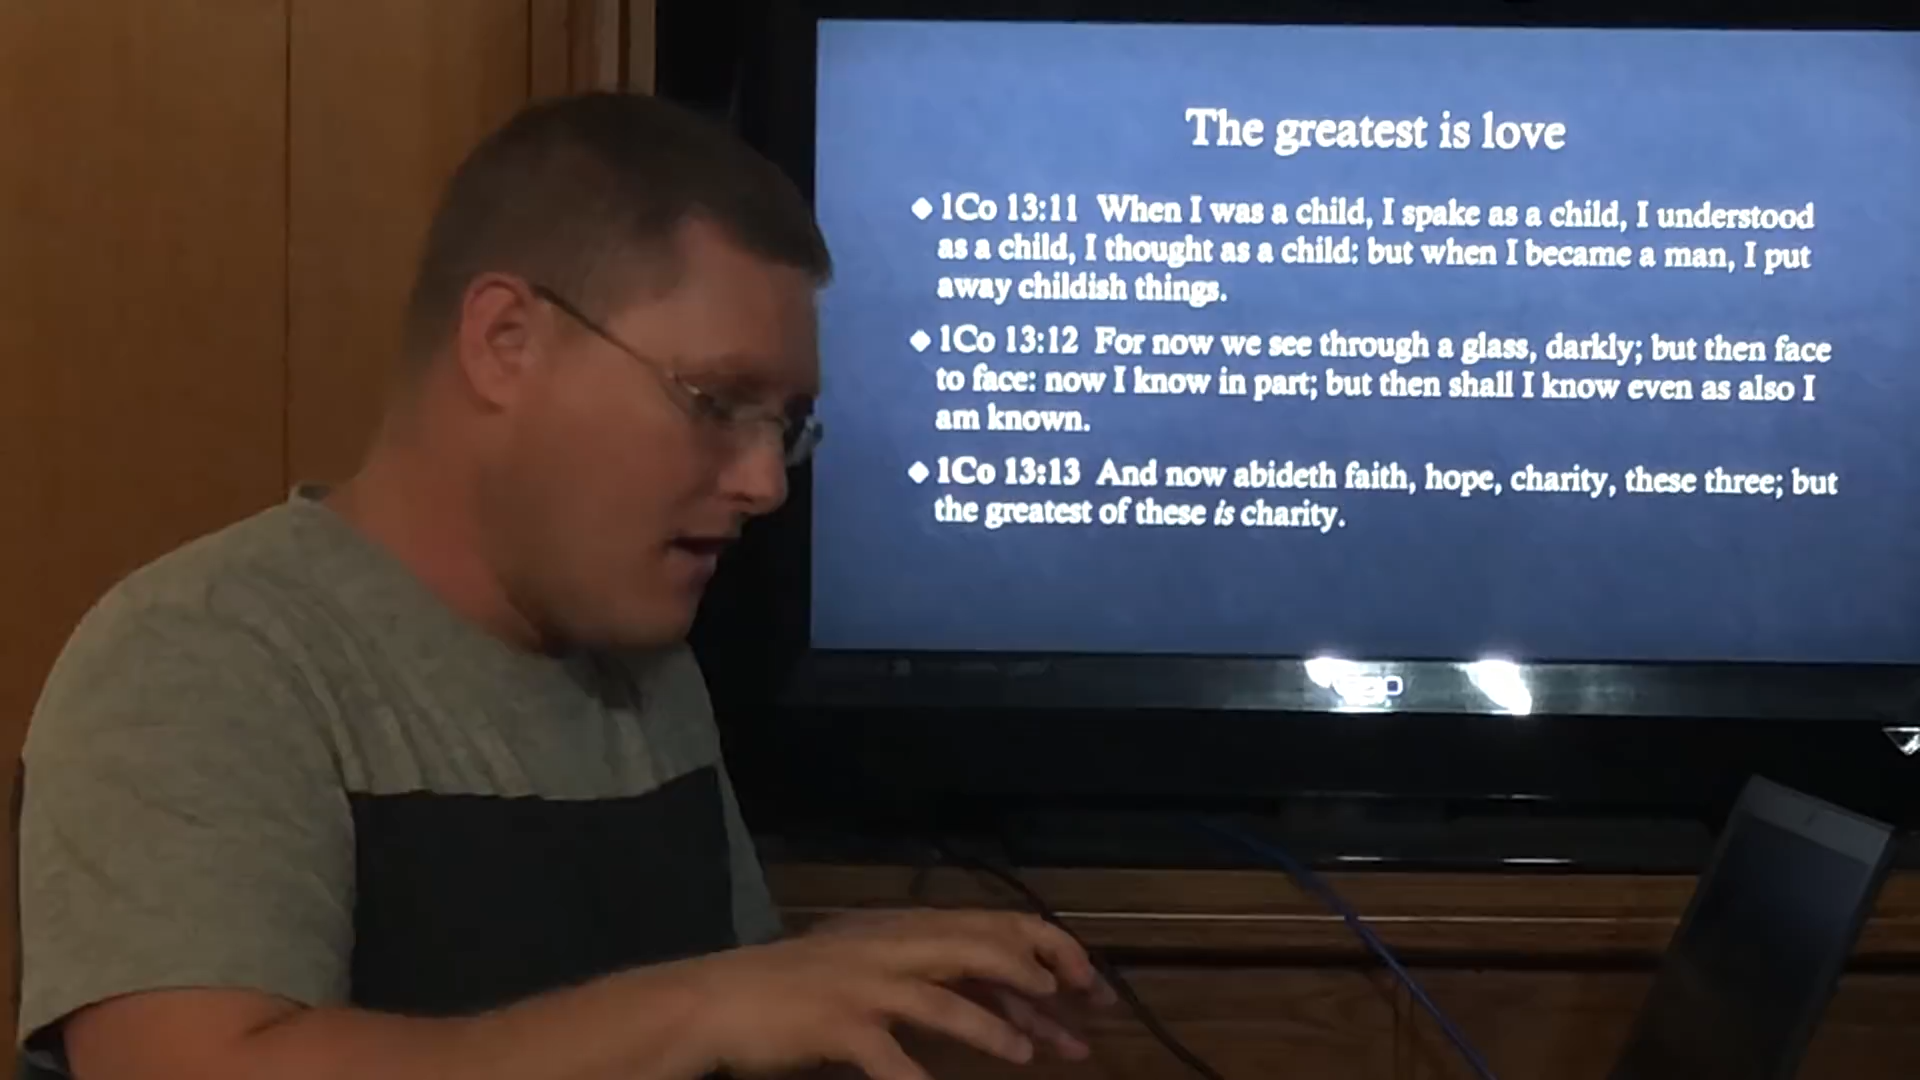 The greatest is love
◆ 1Co 13:11 When I was a child, I spake as a child, I understood
as a child, I thought as a child: but when I became a man, I put
away childish things.
◆ 1Co 13:12 For now we see through a glass, darkly; but then face
to face: now I know in part; but then shall I know even as also I
am known.
◆ 1Co 13:13 And now abideth faith, hope, charity, these three; but
the greatest of these is charity.